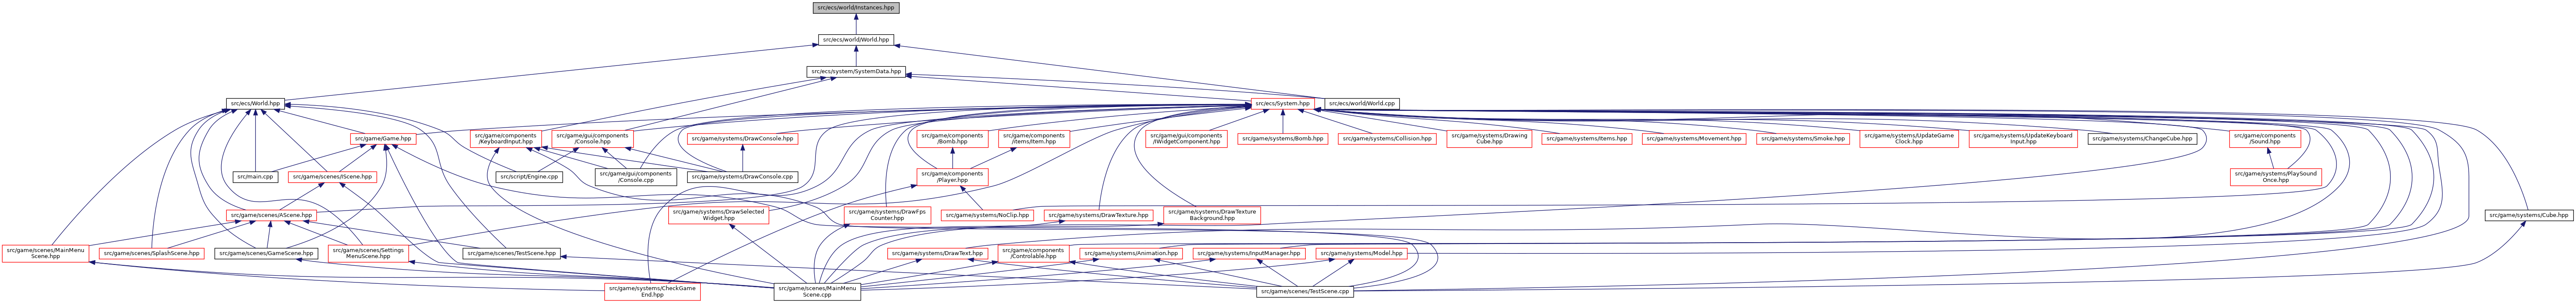 src/ecs/world/Instances.hpp
src/ecs/world/World.hpp
src/ecs/system/SystemData.hpp
src/ecs/World.hpp
src/ecs/System.hpp
src/ecs/world/World.cpp
src/game/Game.hpp
src/game/components
/KeyboardInput.hpp
src/game/gui/components
/Console.hpp
src/game/systems/DrawConsole.hpp
src/game/components
/Bomb.hpp
src/game/components
/items/Item.hpp
src/game/gui/components
/IWidgetComponent.hpp
src/game/systems/Bomb.hpp
src/game/systems/Collision.hpp
src/game/systems/Drawing
Cube.hpp
src/game/systems/Items.hpp
src/game/systems/Movement.hpp
src/game/systems/Smoke.hpp
src/game/systems/UpdateGame
Clock.hpp
src/game/systems/UpdateKeyboard
Input.hpp
src/game/systems/ChangeCube.hpp
src/game/components
/Sound.hpp
src/main.cpp
src/game/scenes/IScene.hpp
src/script/Engine.cpp
src/game/gui/components
/Console.cpp
src/game/systems/DrawConsole.cpp
src/game/components
/Player.hpp
src/game/systems/PlaySound
Once.hpp
src/game/scenes/AScene.hpp
src/game/systems/DrawSelected
Widget.hpp
src/game/systems/DrawFps
Counter.hpp
src/game/systems/NoClip.hpp
src/game/systems/DrawTexture.hpp
src/game/systems/DrawTexture
Background.hpp
src/game/systems/Cube.hpp
src/game/scenes/MainMenu
Scene.hpp
src/game/scenes/SplashScene.hpp
src/game/scenes/GameScene.hpp
src/game/scenes/Settings
MenuScene.hpp
src/game/scenes/TestScene.hpp
src/game/systems/DrawText.hpp
src/game/components
/Controlable.hpp
src/game/systems/Animation.hpp
src/game/systems/InputManager.hpp
src/game/systems/Model.hpp
src/game/systems/CheckGame
End.hpp
src/game/scenes/MainMenu
Scene.cpp
src/game/scenes/TestScene.cpp